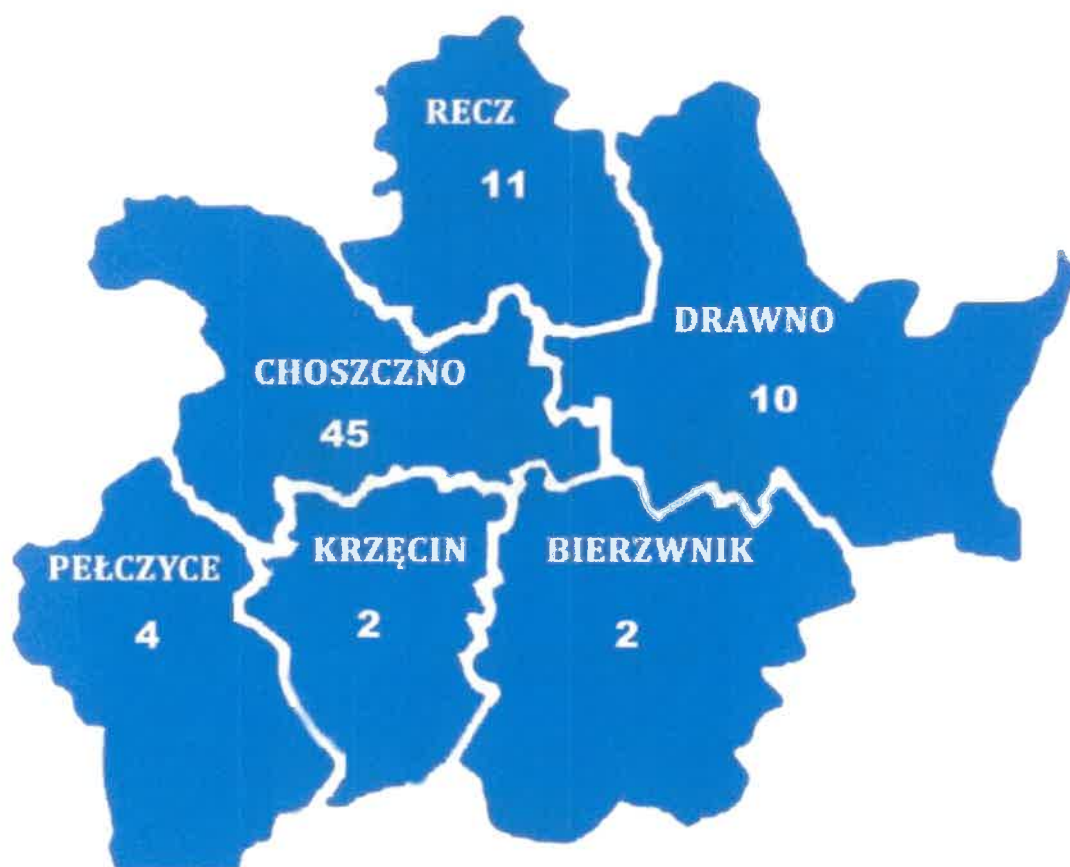 RECZ
11
DRAWNO
10
CHOSZCZNO
45
PEŁCZYCE
4
KRZĘCIN
2
BIERZWNIK
2